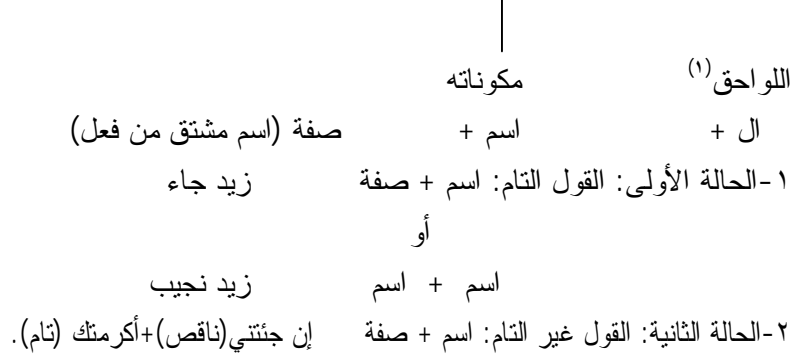 اللواحق(١) مكوناته
ال + اسم + صفة (اسم مشتق من فعل)
١-الحالة الأولى: القول التام: اسم + صفة زيد جاء
أو
اسم + اسم زيد نجيب
٢-الحالة الثانية: القول غير التام: اسم + صفة إن جئتني(ناقص)+أكرمتك (تام).